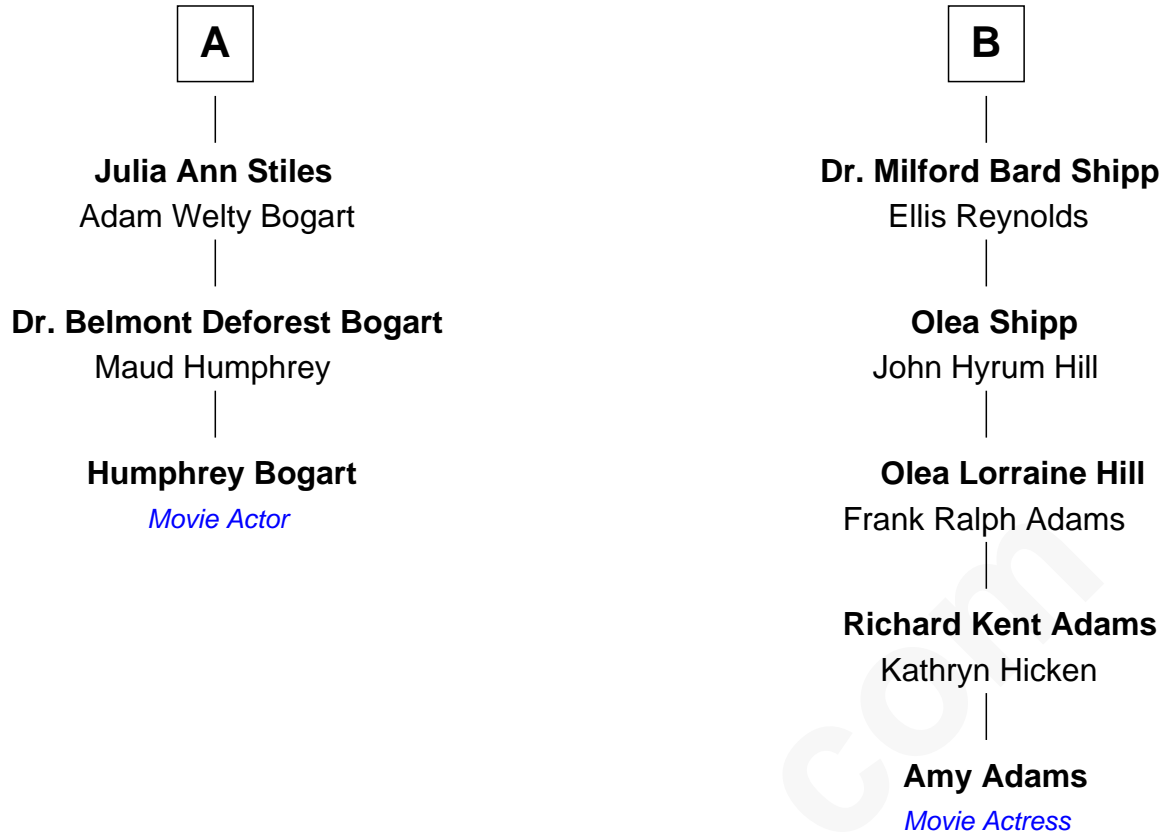 A
Julia Ann Stiles
Adam Welty Bogart
Dr. Belmont Deforest Bogart
Maud Humphrey
Humphrey Bogart
Movie Actor
B
Dr. Milford Bard Shipp
Ellis Reynolds
Olea Shipp
John Hyrum Hill
Olea Lorraine Hill
Frank Ralph Adams
Richard Kent Adams
Kathryn Hicken
Amy Adams
Movie Actress
com